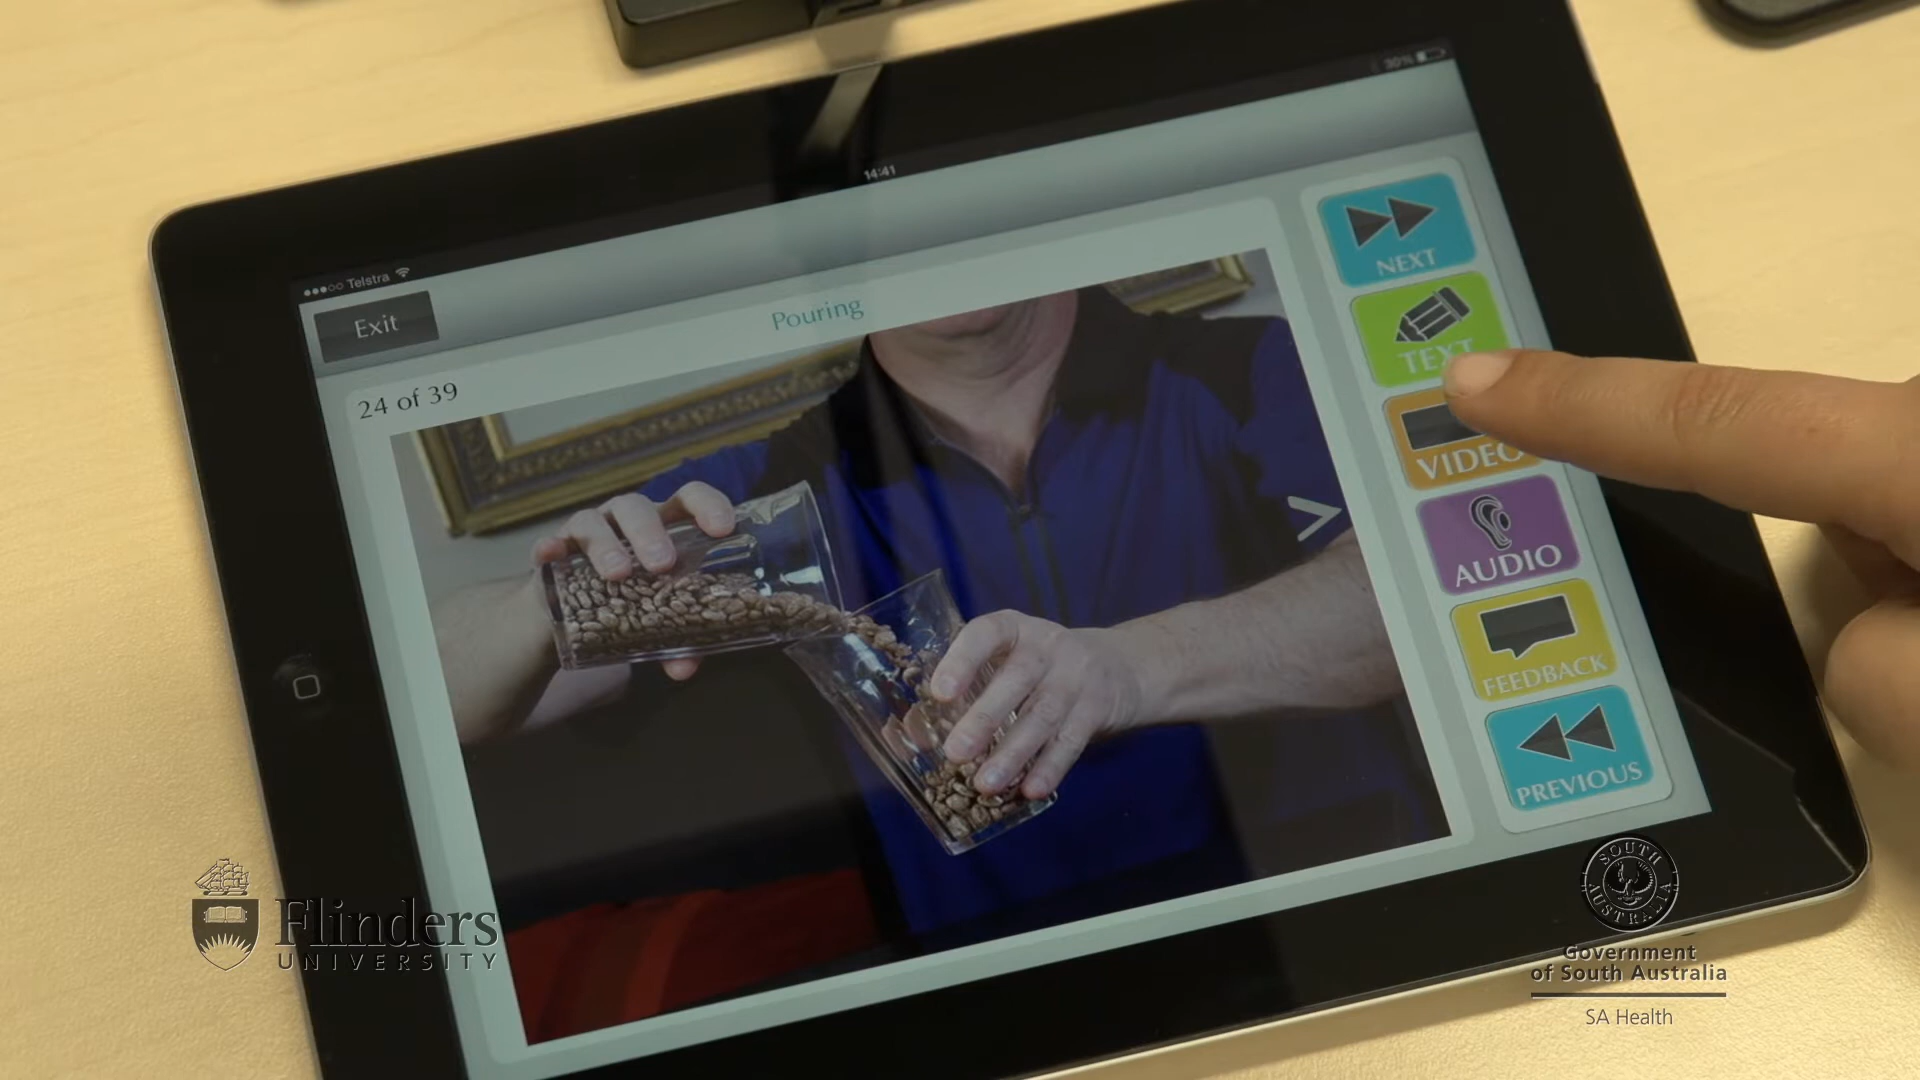 ●●●○○ Telstra
14:41
30%
Exit
Pouring
24 of 39
NEXT
TEXT
VIDEO
AUDIO
FEEDBACK
PREVIOUS
Flinders
UNIVERSITY
SOUTH
AUSTRALIA
Government
of South Australia
SA Health